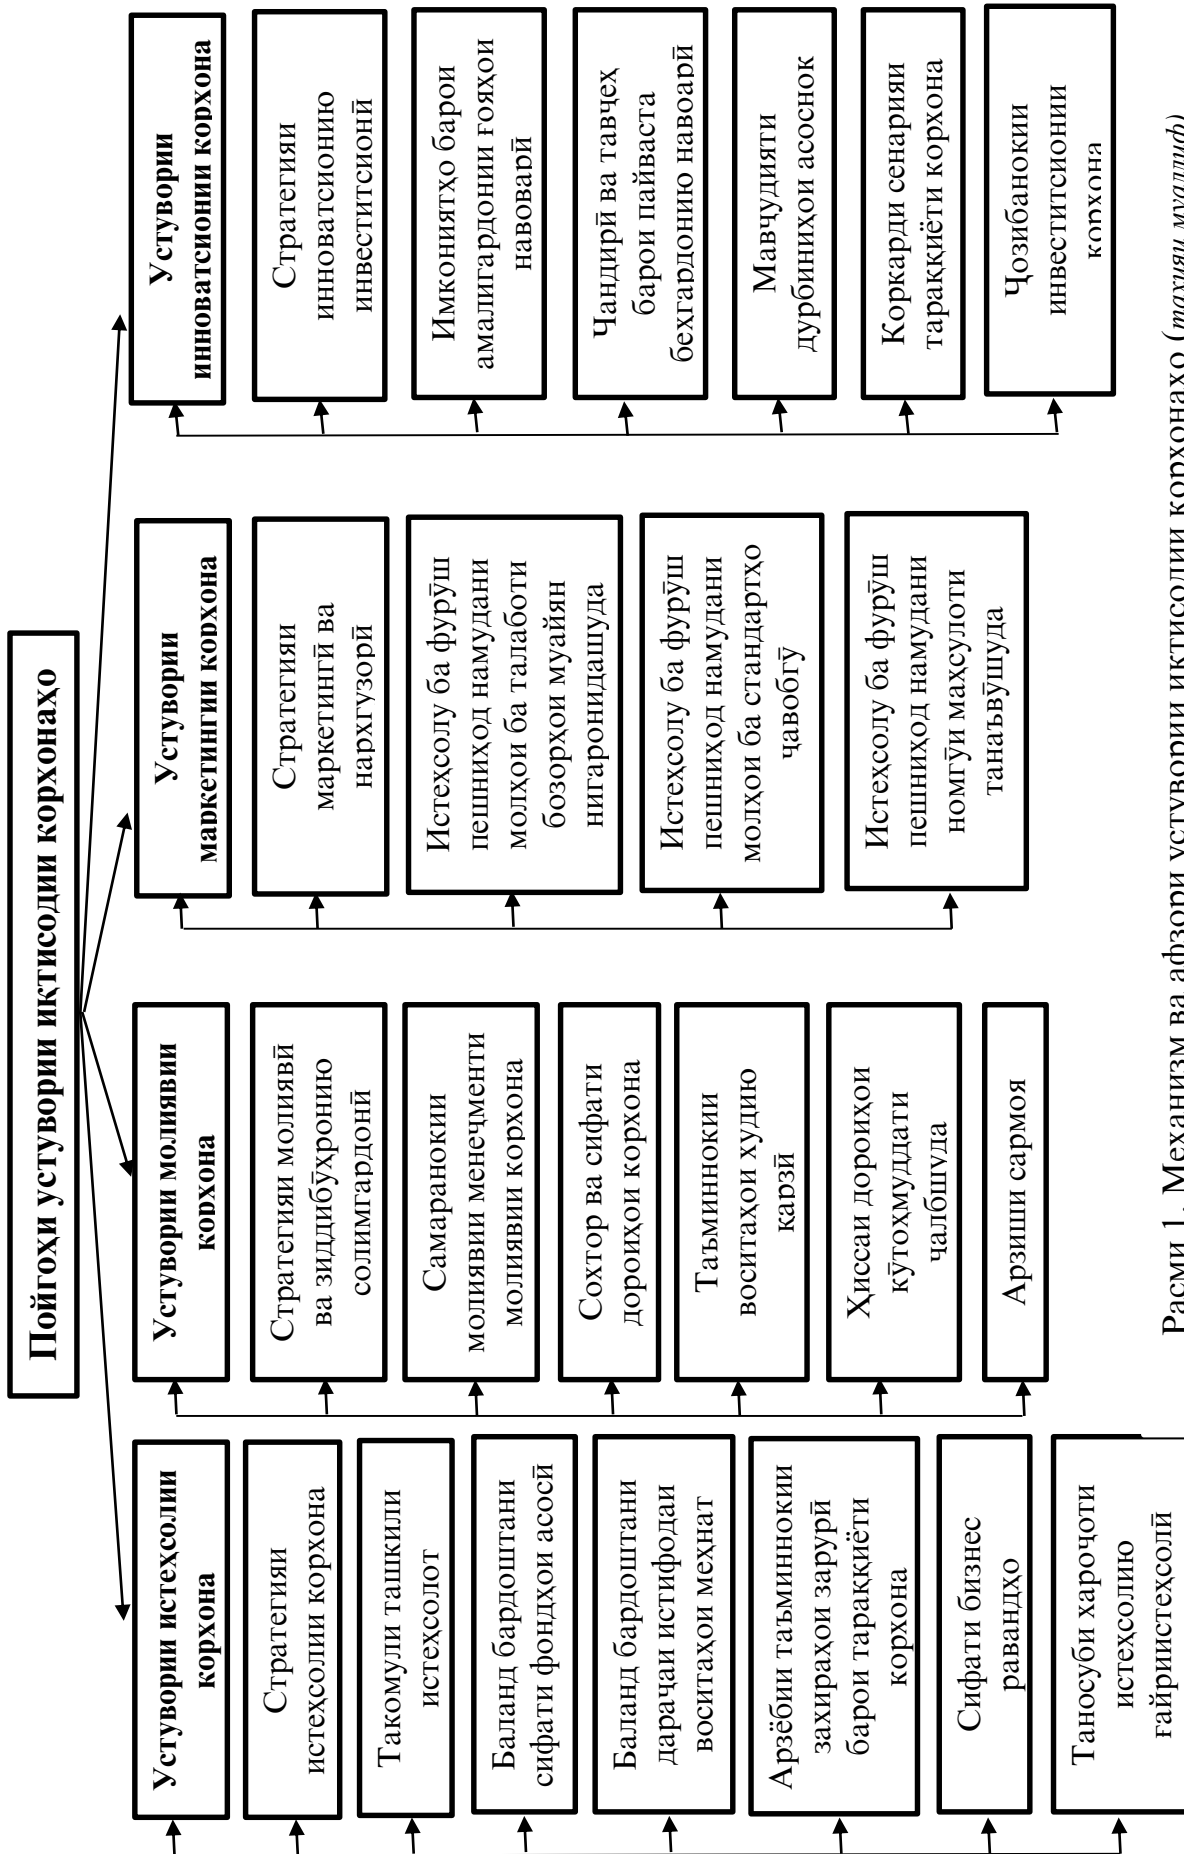 Пойгоҳи устувории иқтисодии корхонаҳо
Устувории истеҳсолии
корхона
Стратегияи
истеҳсолии корхона
Такомули ташкили
истеҳсолот
Баланд бардоштани
сифати фондҳои асосӣ
Баланд бардоштани
дараҷаи истифодаи
воситаҳои меҳнат
Арзёбии таъминнокии
захираҳои зарурӣ
барои тараққиёти
корхона
Сифати бизнес
равандҳо
Таносуби хароҷоти
истеҳсолию
ғайриистеҳсолӣ
Устувории молиявии
корхона
Стратегияи молиявӣ
ва зиддибӯҳронию
солимгардонӣ
Самаранокии
молиявии менеҷменти
молиявии корхона
Сохтор ва сифати
дороиҳои корхона
Таъминнокии
воситаҳои худию
карзӣ
Ҳиссаи дороиҳои
кӯтоҳмуддати
ҷалбшуда
Арзиши сармоя
Устувории
маркетингии корхона
Стратегияи
маркетингӣ ва
нархгузорӣ
Истеҳсолу ба фурӯш
пешниҳод намудани
молҳои ба талаботи
бозорҳои муайян
нигаронидашуда
Истеҳсолу ба фурӯш
пешниҳод намудани
молҳои ба стандартҳо
ҷавобгӯ
Истеҳсолу ба фурӯш
пешниҳод намудани
номгӯи маҳсулоти
танаъвӯшуда
Устувории
инноватсионии корхона
Стратегияи
инноватсионию
инвеститсионӣ
Имкониятҳо барои
амалигардонии ғояҳои
навоварӣ
Чандирӣ ва тавҷеҳ
барои пайваста
беҳгардонию навоарӣ
Мавҷудияти
дурбиниҳои асоснок
Коркарди сенарияи
тараққиёти корхона
Ҷозибанокии
инвеститсионии
корхона
Расми 1. Механизм ва афзори устувории иқтисодии корхонаҳо (таҳияи муаллиф)